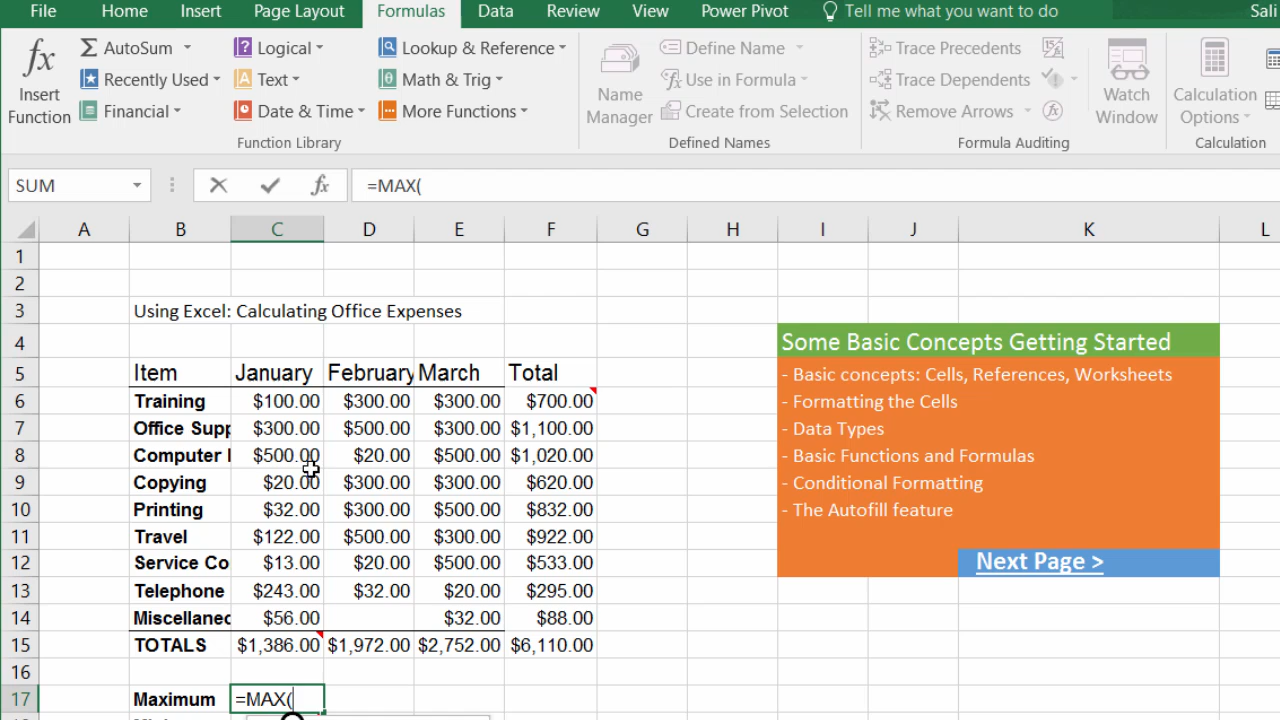 File Home Insert Page Layout Formulas Data Review View Power Pivot Tell me what you want to do Sali
fx AutoSum Logical Lookup & Reference Define Name Trace Precedents
Insert Function Recently Used Text Math & Trig Name Manager Use in Formula Trace Dependents Watch Window Calculation Options
Financial Date & Time More Functions Create from Selection Remove Arrows
Function Library Defined Names Formula Auditing Calculation
SUM fx =MAX(
A B C D E F G H I J K L
1
2
3 Using Excel: Calculating Office Expenses
4 Some Basic Concepts Getting Started
5 Item January February March Total - Basic concepts: Cells, References, Worksheets
6 Training $100.00 $300.00 $300.00 $700.00 - Formatting the Cells
7 Office Supp $300.00 $500.00 $300.00 $1,100.00 - Data Types
8 Computer $500.00 $20.00 $500.00 $1,020.00 - Basic Functions and Formulas
9 Copying $20.00 $300.00 $300.00 $620.00 - Conditional Formatting
10 Printing $32.00 $300.00 $500.00 $832.00 - The Autofill feature
11 Travel $122.00 $500.00 $300.00 $922.00
12 Service Co $13.00 $20.00 $500.00 $533.00 Next Page >
13 Telephone $243.00 $32.00 $20.00 $295.00
14 Miscellanec $56.00 $32.00 $88.00
15 TOTALS $1,386.00 $1,972.00 $2,752.00 $6,110.00
16
17 Maximum =MAX(